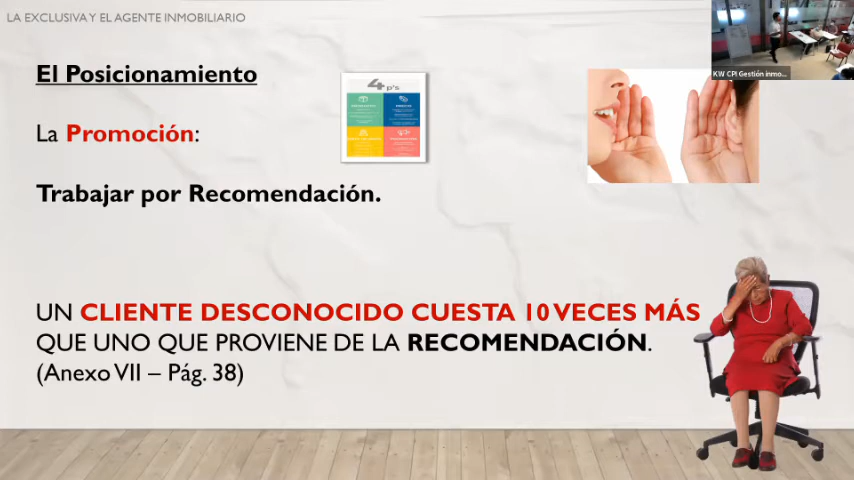 LA EXCLUSIVA Y EL AGENTE INMOBILIARIO
KW CPI Gestión inmo...
El Posicionamiento
4 p's
La Promoción:
Trabajar por Recomendación.
UN CLIENTE DESCONOCIDO CUESTA 10 VECES MÁS
QUE UNO QUE PROVIENE DE LA RECOMENDACIÓN.
(Anexo VII – Pág. 38)